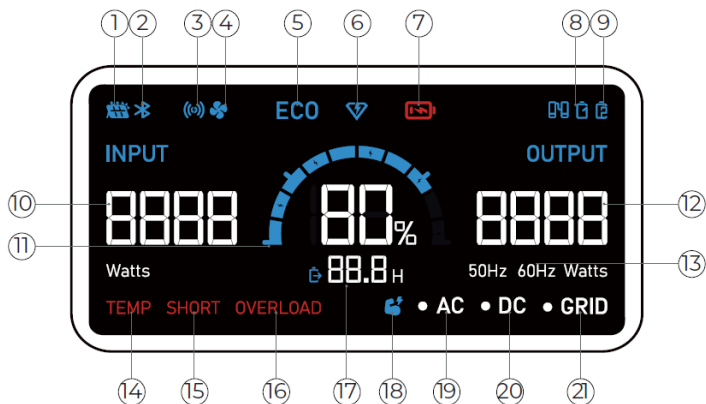 1 2 3 4 5 6 7 8 9
ECO
INPUT OUTPUT
10 8888 80% 8888 12
11
Watts 88.8 H 50Hz 60Hz Watts 13
TEMP SHORT OVERLOAD AC DC GRID
14 15 16 17 18 19 20 21